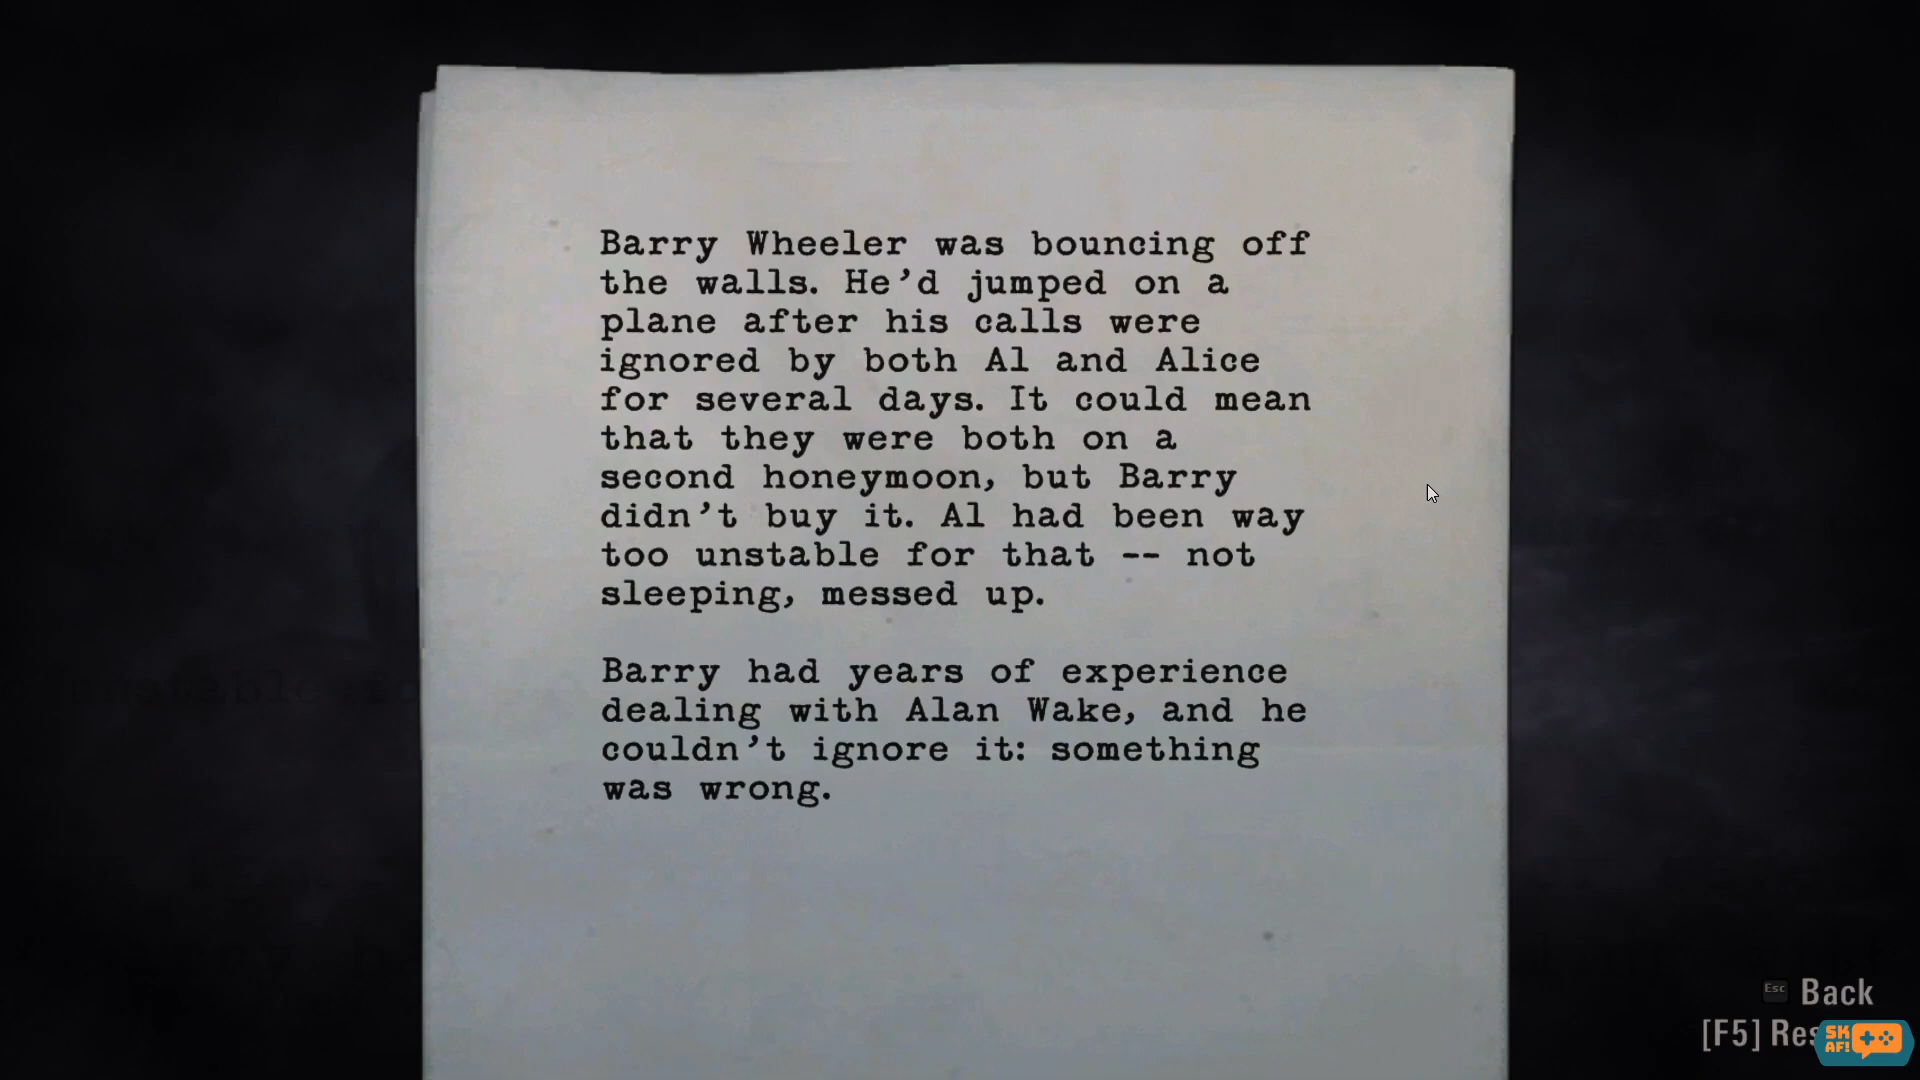 Barry Wheeler was bouncing off
the walls. He’d jumped on a
plane after his calls were
ignored by both Al and Alice
for several days. It could mean
that they were both on a
second honeymoon, but Barry
didn’t buy it. Al had been way
too unstable for that -- not
sleeping, messed up.
Barry had years of experience
dealing with Alan Wake, and he
couldn’t ignore it: something
was wrong.
Esc Back
[F5]
SK
AF!